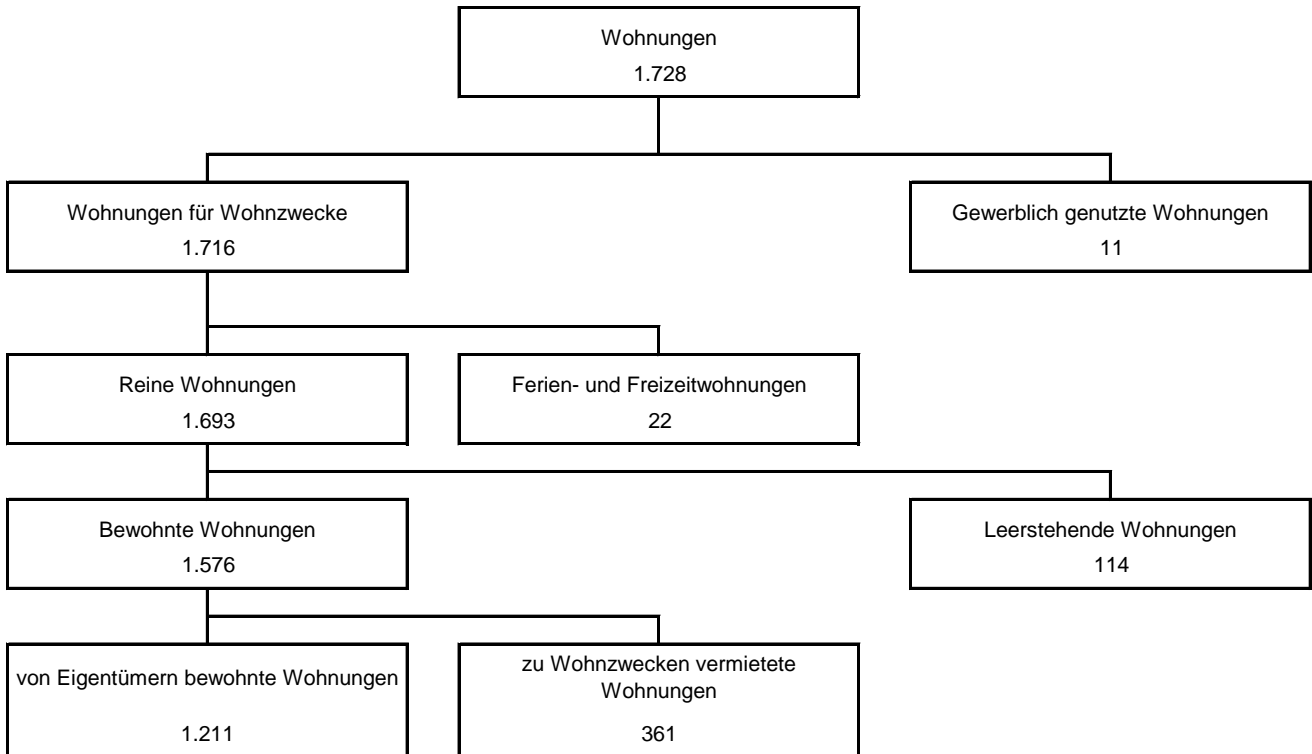 Wohnungen
1.728
Wohnungen für Wohnzwecke
1.716
Gewerblich genutzte Wohnungen
11
Reine Wohnungen
1.693
Ferien- und Freizeitwohnungen
22
Bewohnte Wohnungen
1.576
Leerstehende Wohnungen
114
von Eigentümern bewohnte Wohnungen
1.211
zu Wohnzwecken vermietete
Wohnungen
361